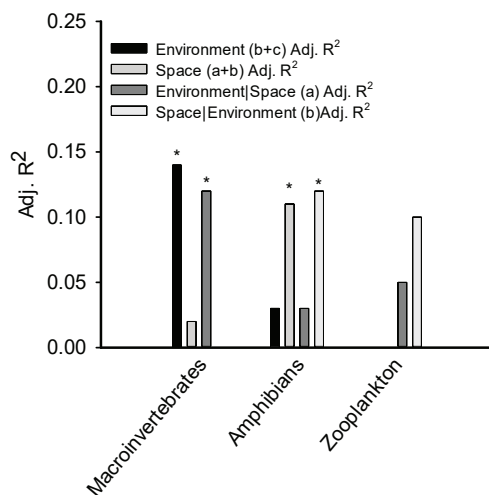 0.25
0.20
0.15
0.10
0.05
0.00
Adj. R²
Environment (b+c) Adj. R²
Space (a+b) Adj. R²
Environment|Space (a) Adj. R²
Space|Environment (b)Adj. R²
* *
* *
Macroinvertebrates
Amphibians
Zooplankton